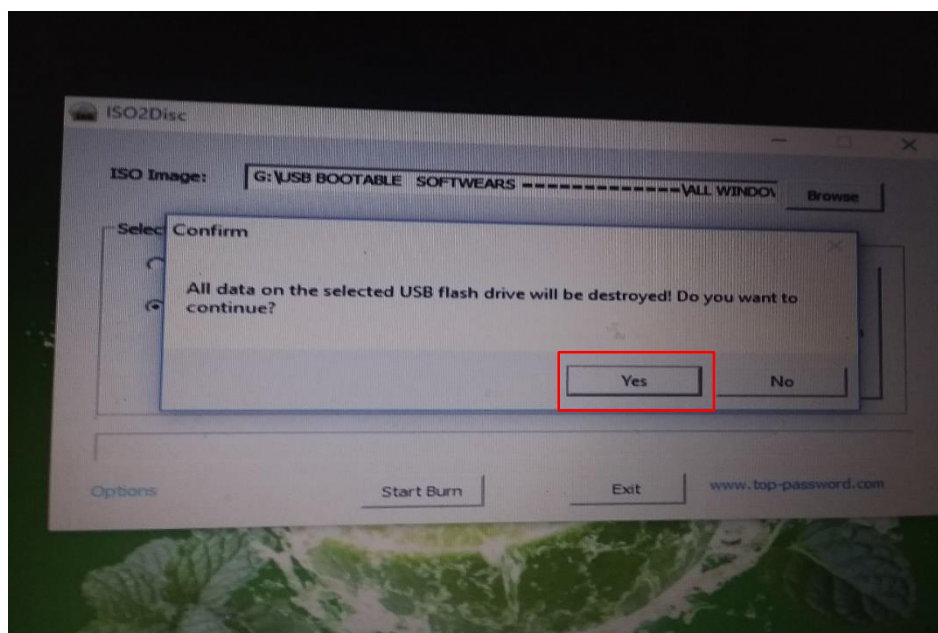 ISO2Disc
ISO Image:
G:\USB BOOTABLE SOFTWEARS -------------\ALL WINDOV
Browse
Selec
Confirm
All data on the selected USB flash drive will be destroyed! Do you want to
continue?
Yes
No
Options
Start Burn
Exit
www.top-password.com